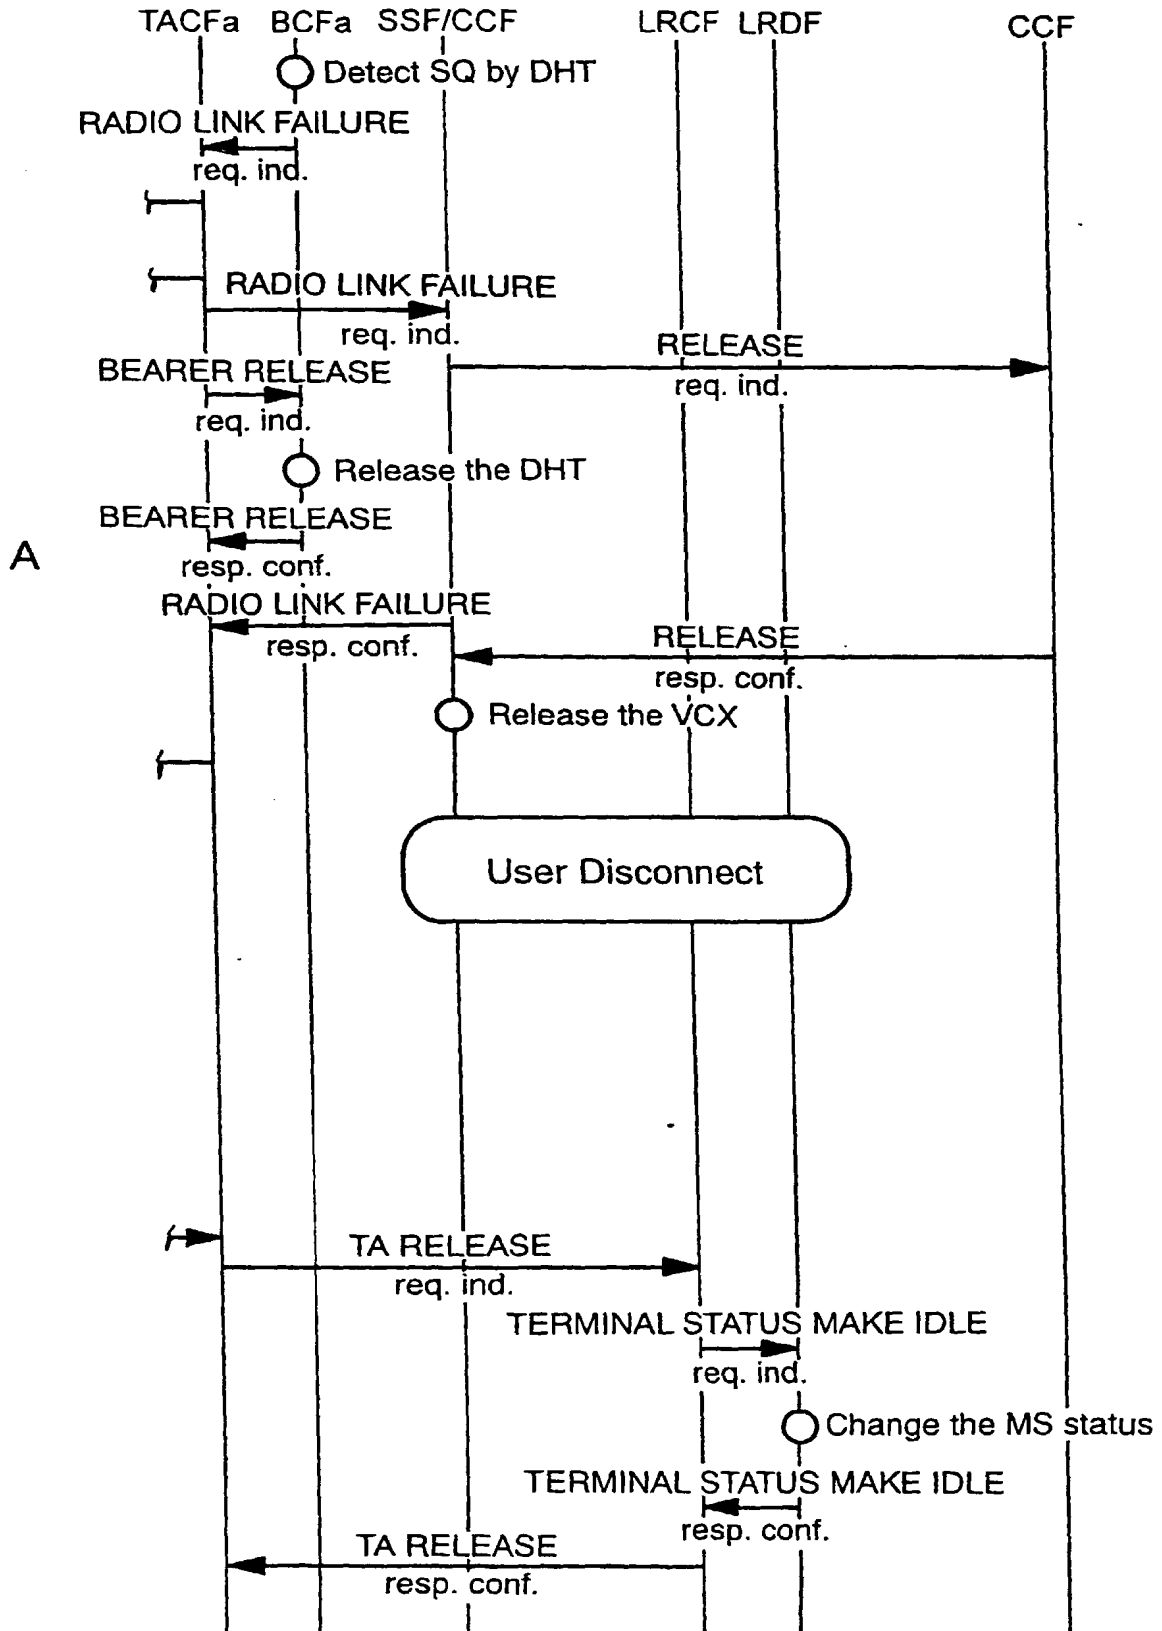 TACFa BCFa SSF/CCF LRCF LRDF CCF
Detect SQ by DHT
RADIO LINK FAILURE
req. ind.
RADIO LINK FAILURE
req. ind.
RELEASE
req. ind.
BEARER RELEASE
req. ind.
Release the DHT
BEARER RELEASE
resp. conf.
A
RADIO LINK FAILURE
resp. conf.
RELEASE
resp. conf.
Release the VCX
User Disconnect
TA RELEASE
req. ind.
TERMINAL STATUS MAKE IDLE
req. ind.
Change the MS status
TERMINAL STATUS MAKE IDLE
resp. conf.
TA RELEASE
resp. conf.